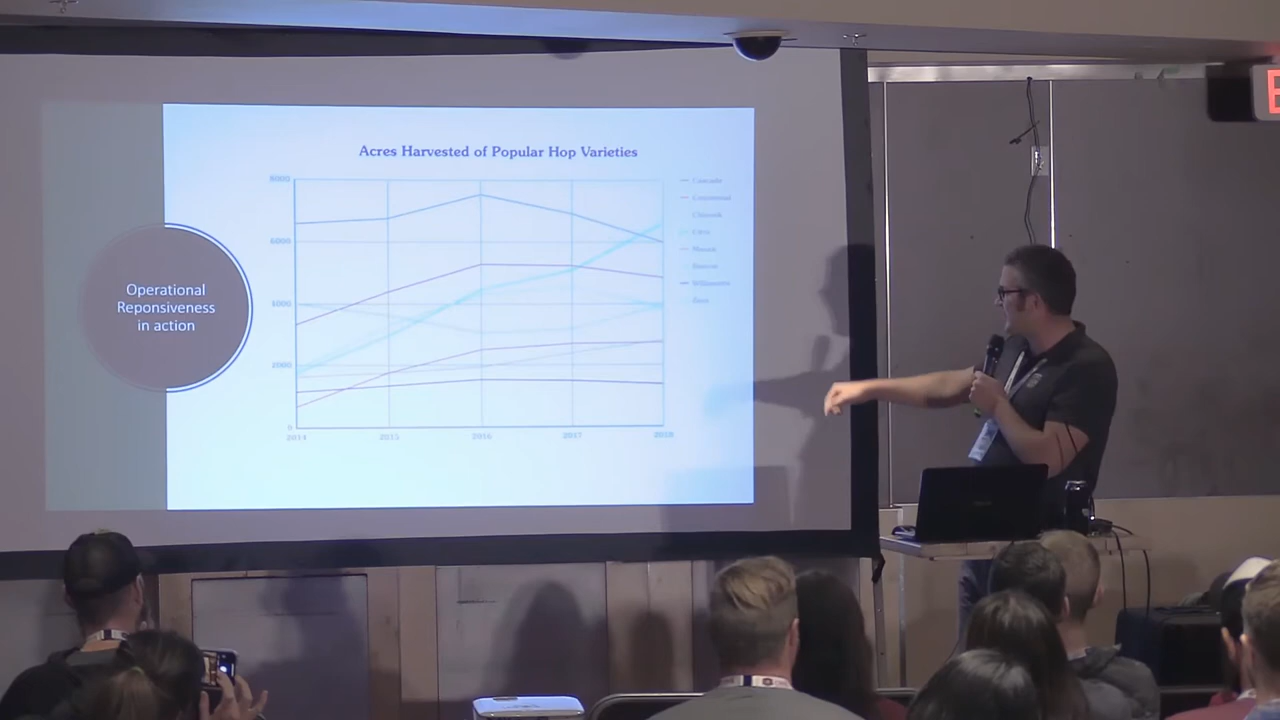 Acres Harvested of Popular Hop Varieties
8000
6000
4000
2000
0
2014
2015
2016
2017
2018
Cascade
Centennial
Chinook
Citra
Mosaic
Simcoe
Willamette
Zeus
Operational
Reponsiveness
in action
E